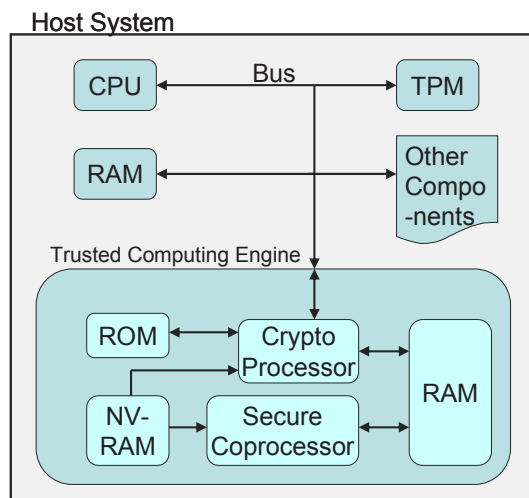 Host System
CPU
Bus
TPM
RAM
Other
Compo
-nents
Trusted Computing Engine
ROM
Crypto
Processor
RAM
NV-
RAM
Secure
Coprocessor